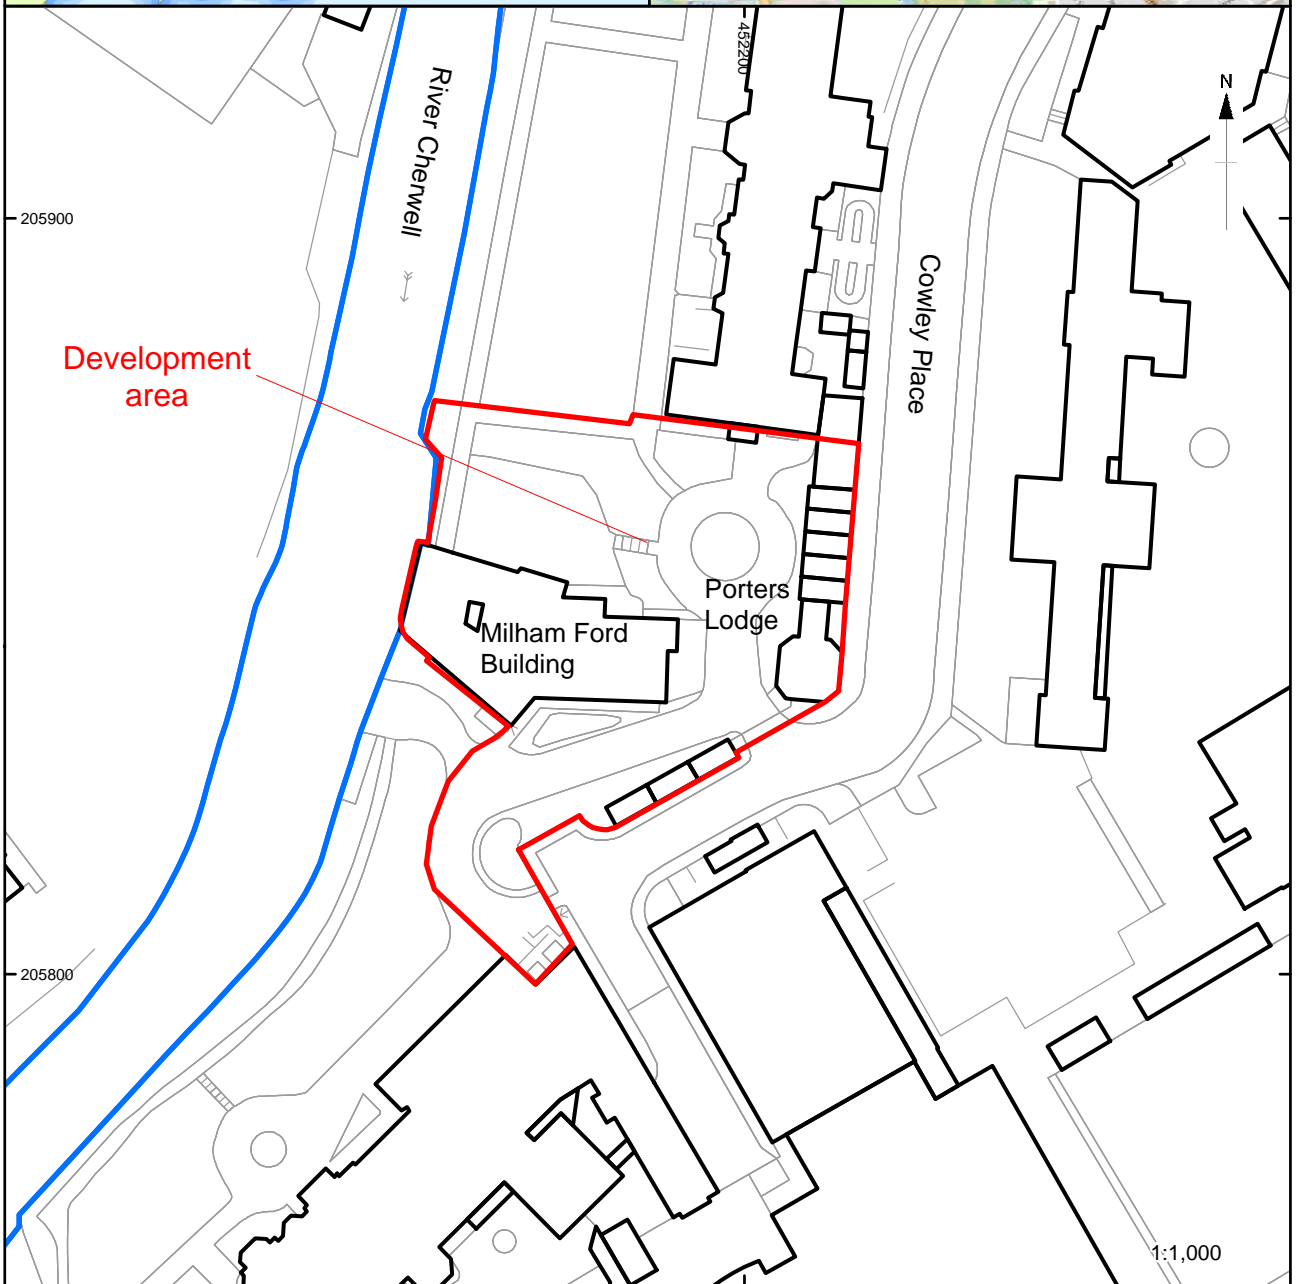 452200
N
River Cherwell
205900
Cowley Place
Development
area
Porters
Lodge
Milham Ford
Building
205800
1:1,000